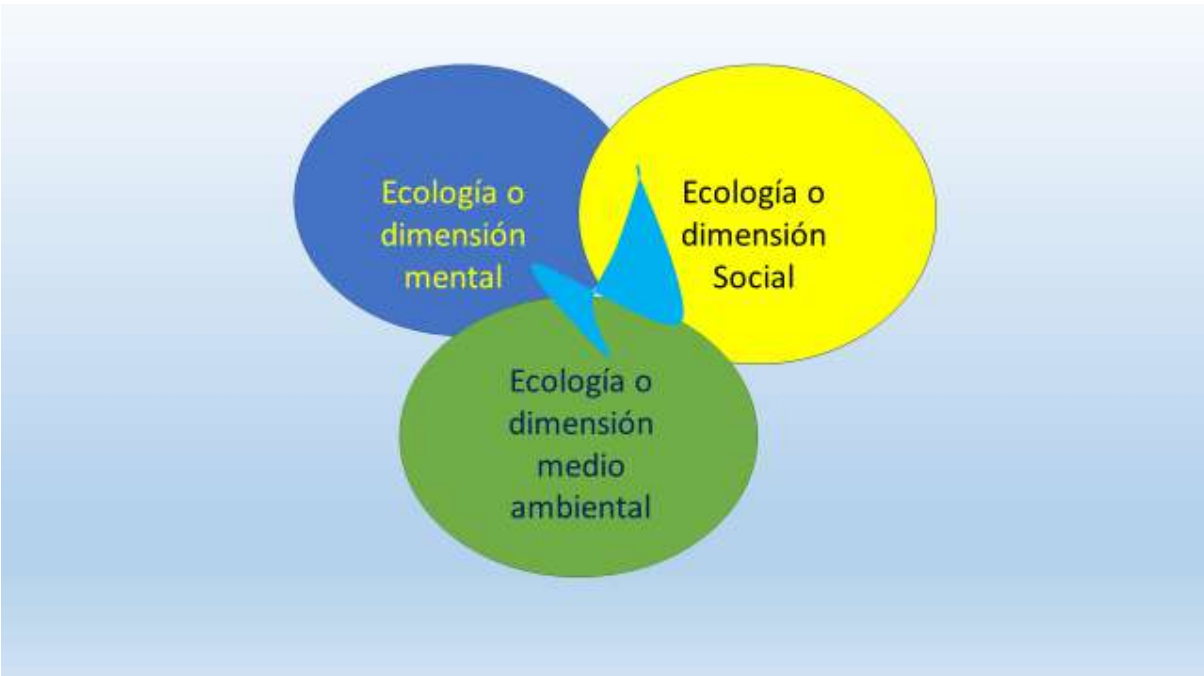 Ecología o
dimensión
mental
Ecología o
dimensión
Social
Ecología o
dimensión
medio
ambiental